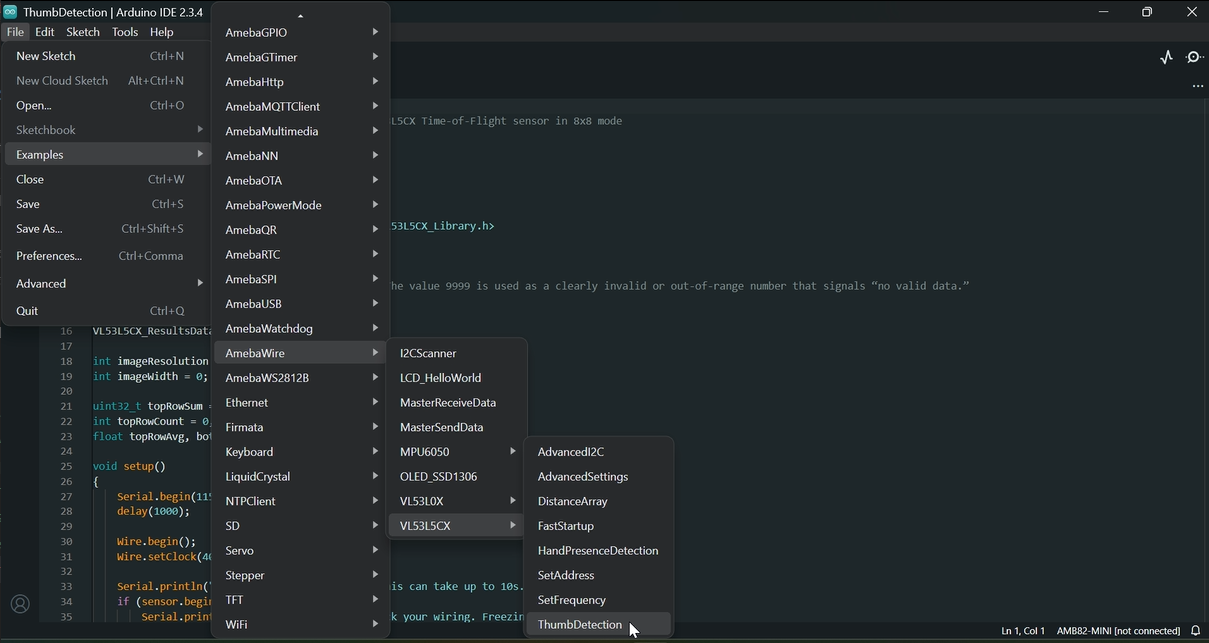 ThumbDetection | Arduino IDE 2.3.4
File Edit Sketch Tools Help
New Sketch Ctrl+N
New Cloud Sketch Alt+Ctrl+N
Open... Ctrl+O
Sketchbook
Examples
Close Ctrl+W
Save Ctrl+S
Save As... Ctrl+Shift+S
Preferences... Ctrl+Comma
Advanced
Quit Ctrl+Q
AmebaGPIO
AmebaGTimer
AmebaHttp
AmebaMQTTClient
AmebaMultimedia
AmebaNN
AmebaOTA
AmebaPowerMode
AmebaQR
AmebaRTC
AmebaSPI
AmebaUSB
AmebaWatchdog
AmebaWire
AmebaWS2812B
Ethernet
Firmata
Keyboard
LiquidCrystal
NTPClient
SD
Servo
Stepper
TFT
WiFi
I2CScanner
LCD_HelloWorld
MasterReceiveData
MasterSendData
MPU6050
OLED_SSD1306
VL53L0X
VL53L5CX
AdvancedI2C
AdvancedSettings
DistanceArray
FastStartup
HandPresenceDetection
SetAddress
SetFrequency
ThumbDetection
L5CX Time-of-Flight sensor in 8x8 mode
53L5CX_Library.h>
he value 9999 is used as a clearly invalid or out-of-range number that signals “no valid data.”
16 VL53L5CX_ResultsData
17
18 int imageResolution
19 int imageWidth = 0;
20
21 uint32_t topRowSum =
22 int topRowCount = 0
23 float topRowAvg, bot
24
25 void setup()
26 {
27 Serial.begin(115
28 delay(1000);
29
30 Wire.begin();
31 Wire.setClock(40
32
33 Serial.println("
is can take up to 10s.
34 if (sensor.begin
35 Serial.print
k your wiring. Freezin
Ln 1, Col 1 AMB82-MINI [not connected]